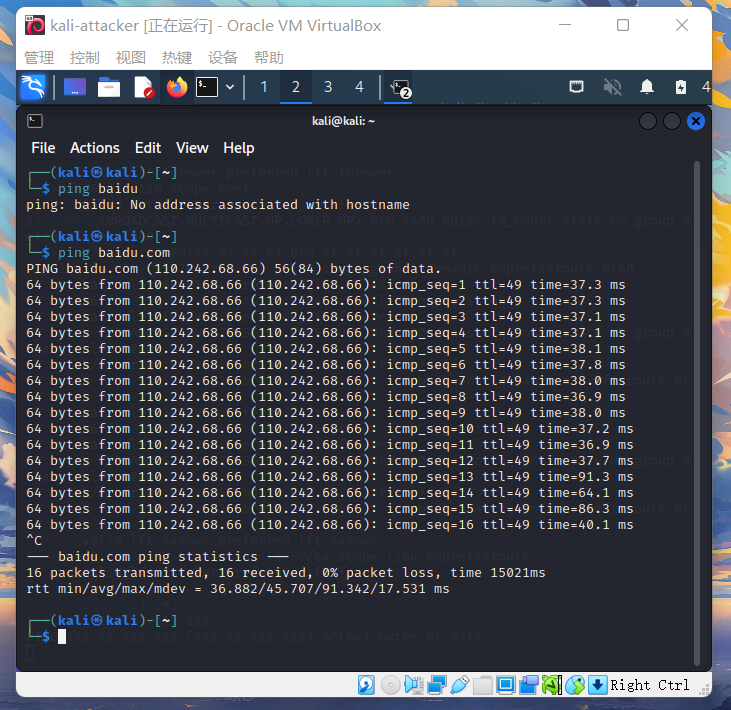 kali-attacker [正在运行] - Oracle VM VirtualBox
管理 控制 视图 热键 设备 帮助
1 2 3 4 2 4
kali@kali: ~
File Actions Edit View Help
┌──(kali㉿kali)-[~]
└─$ ping baidu
ping: baidu: No address associated with hostname
┌──(kali㉿kali)-[~]
└─$ ping baidu.com
PING baidu.com (110.242.68.66) 56(84) bytes of data.
64 bytes from 110.242.68.66 (110.242.68.66): icmp_seq=1 ttl=49 time=37.3 ms
64 bytes from 110.242.68.66 (110.242.68.66): icmp_seq=2 ttl=49 time=37.3 ms
64 bytes from 110.242.68.66 (110.242.68.66): icmp_seq=3 ttl=49 time=37.1 ms
64 bytes from 110.242.68.66 (110.242.68.66): icmp_seq=4 ttl=49 time=37.1 ms
64 bytes from 110.242.68.66 (110.242.68.66): icmp_seq=5 ttl=49 time=38.1 ms
64 bytes from 110.242.68.66 (110.242.68.66): icmp_seq=6 ttl=49 time=37.8 ms
64 bytes from 110.242.68.66 (110.242.68.66): icmp_seq=7 ttl=49 time=38.0 ms
64 bytes from 110.242.68.66 (110.242.68.66): icmp_seq=8 ttl=49 time=36.9 ms
64 bytes from 110.242.68.66 (110.242.68.66): icmp_seq=9 ttl=49 time=38.0 ms
64 bytes from 110.242.68.66 (110.242.68.66): icmp_seq=10 ttl=49 time=37.2 ms
64 bytes from 110.242.68.66 (110.242.68.66): icmp_seq=11 ttl=49 time=36.9 ms
64 bytes from 110.242.68.66 (110.242.68.66): icmp_seq=12 ttl=49 time=37.7 ms
64 bytes from 110.242.68.66 (110.242.68.66): icmp_seq=13 ttl=49 time=91.3 ms
64 bytes from 110.242.68.66 (110.242.68.66): icmp_seq=14 ttl=49 time=64.1 ms
64 bytes from 110.242.68.66 (110.242.68.66): icmp_seq=15 ttl=49 time=86.3 ms
64 bytes from 110.242.68.66 (110.242.68.66): icmp_seq=16 ttl=49 time=40.1 ms
^C
--- baidu.com ping statistics ---
16 packets transmitted, 16 received, 0% packet loss, time 15021ms
rtt min/avg/max/mdev = 36.882/45.707/91.342/17.531 ms
┌──(kali㉿kali)-[~]
└─$
Right Ctrl